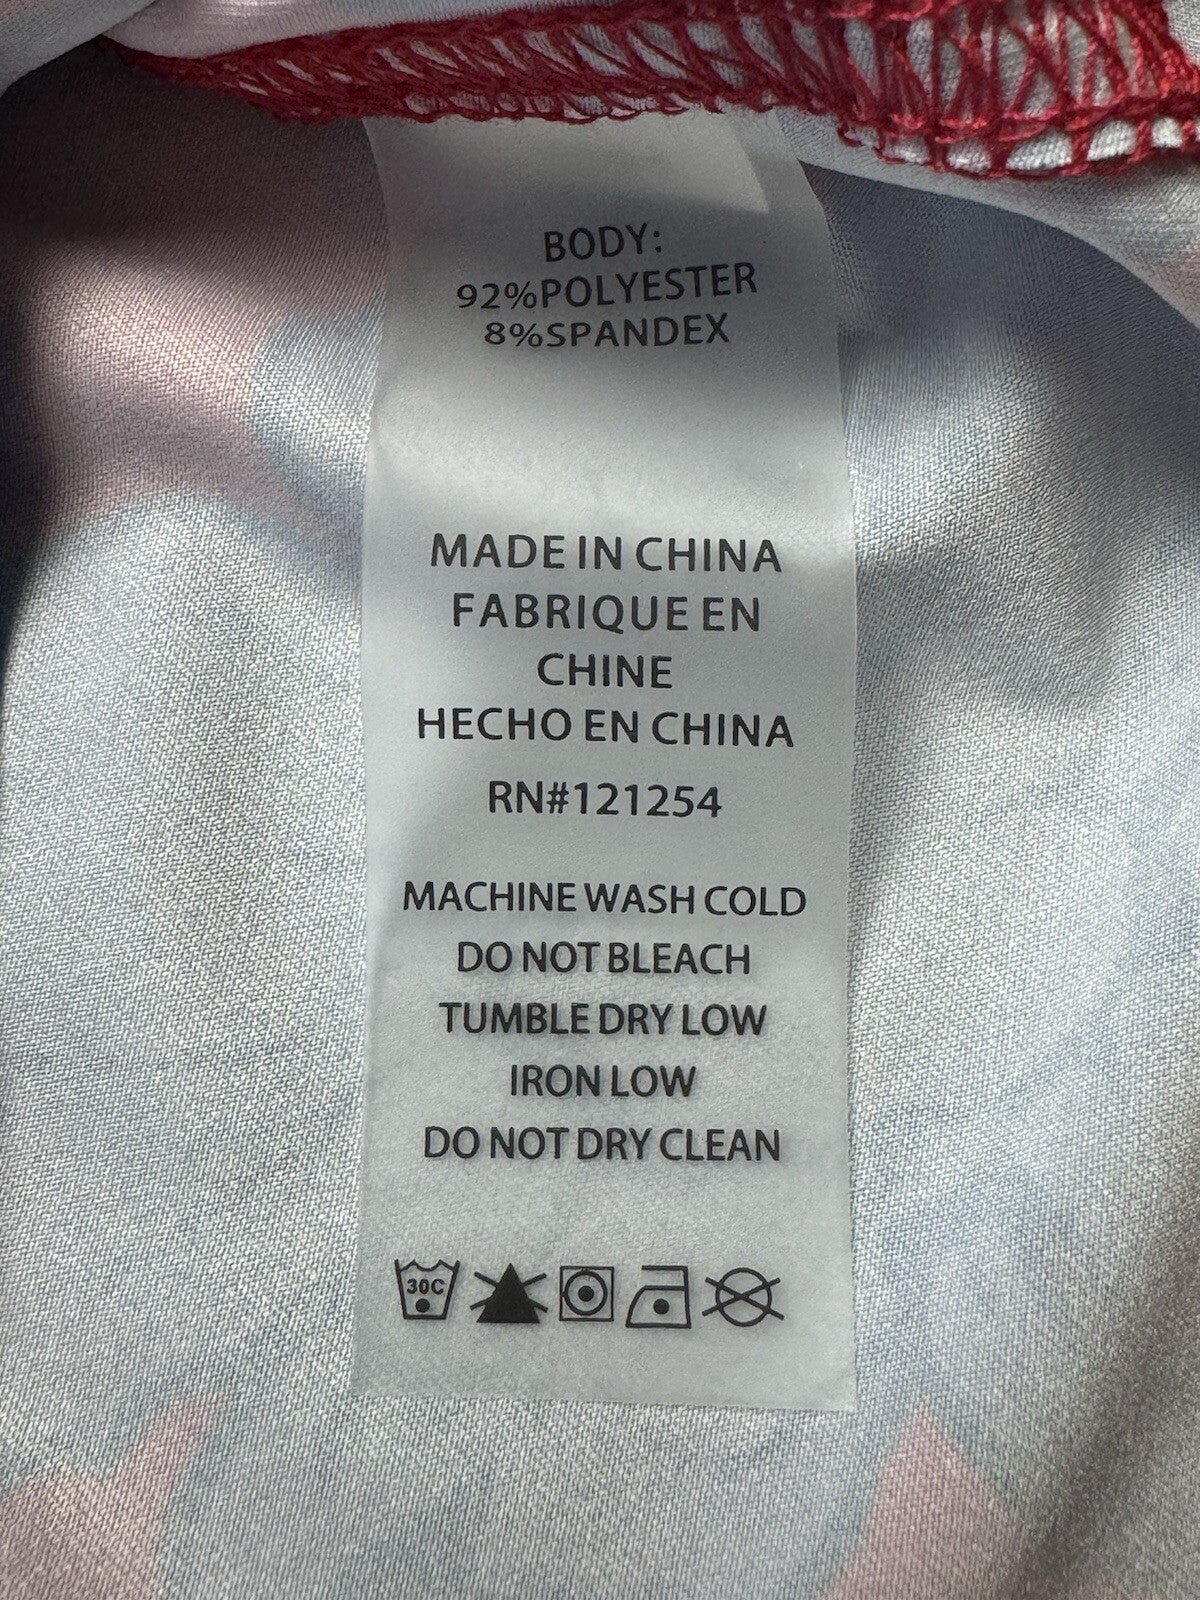 BODY:
92%POLYESTER
8%SPANDEX
MADE IN CHINA
FABRIQUE EN
CHINE
HECHO EN CHINA
RN#121254
MACHINE WASH COLD
DO NOT BLEACH
TUMBLE DRY LOW
IRON LOW
DO NOT DRY CLEAN
30C